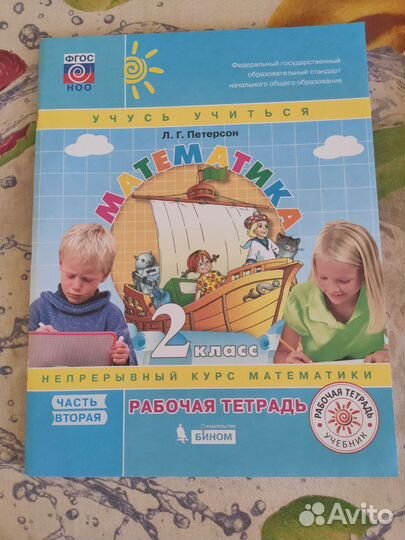 ФГОС
НОО
Федеральный государственный
образовательный стандарт
начального общего образования
УЧУСЬ УЧИТЬСЯ
Л. Г. Петерсон
МАТЕМАТИКА
2 класс
НЕПРЕРЫВНЫЙ КУРС МАТЕМАТИКИ
ЧАСТЬ
ВТОРАЯ
РАБОЧАЯ ТЕТРАДЬ
ИЗДАТЕЛЬСТВО
БИНОМ
РАБОЧАЯ ТЕТРАДЬ
УЧЕБНИК
Avito